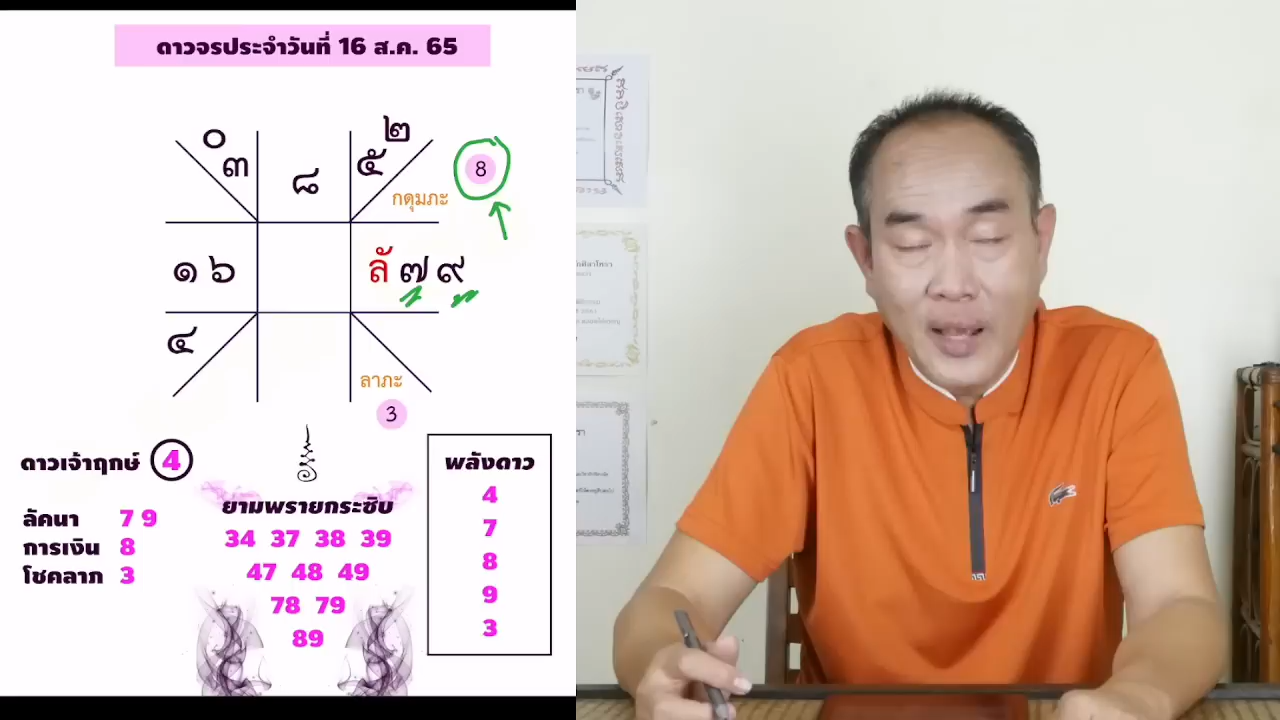 ดาวจรประจำวันที่ 16 ส.ค. 65
๐
๓
๘
๒
๕
กดุมภะ
8
๑ ๖
ลั ๗ ๙
๔
ลาภะ
3
ดาวเจ้าฤกษ์ 4
ลัคนา 7 9
การเงิน 8
โชคลาภ 3
ยามพรายกระซิบ
34 37 38 39
47 48 49
78 79
89
พลังดาว
4
7
8
9
3